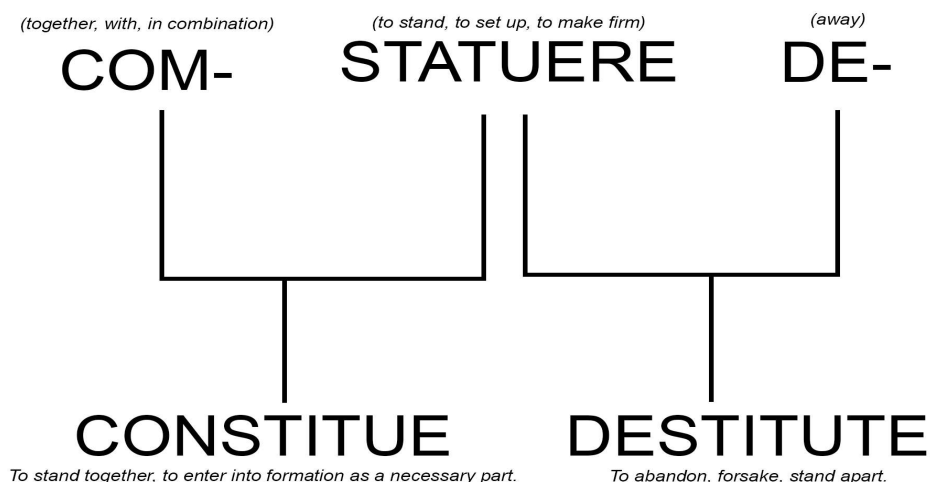 (together, with, in combination) (to stand, to set up, to make firm) (away)
COM- STATUERE DE-
CONSTITUE DESTITUTE
To stand together, to enter into formation as a necessary part. To abandon, forsake, stand apart.